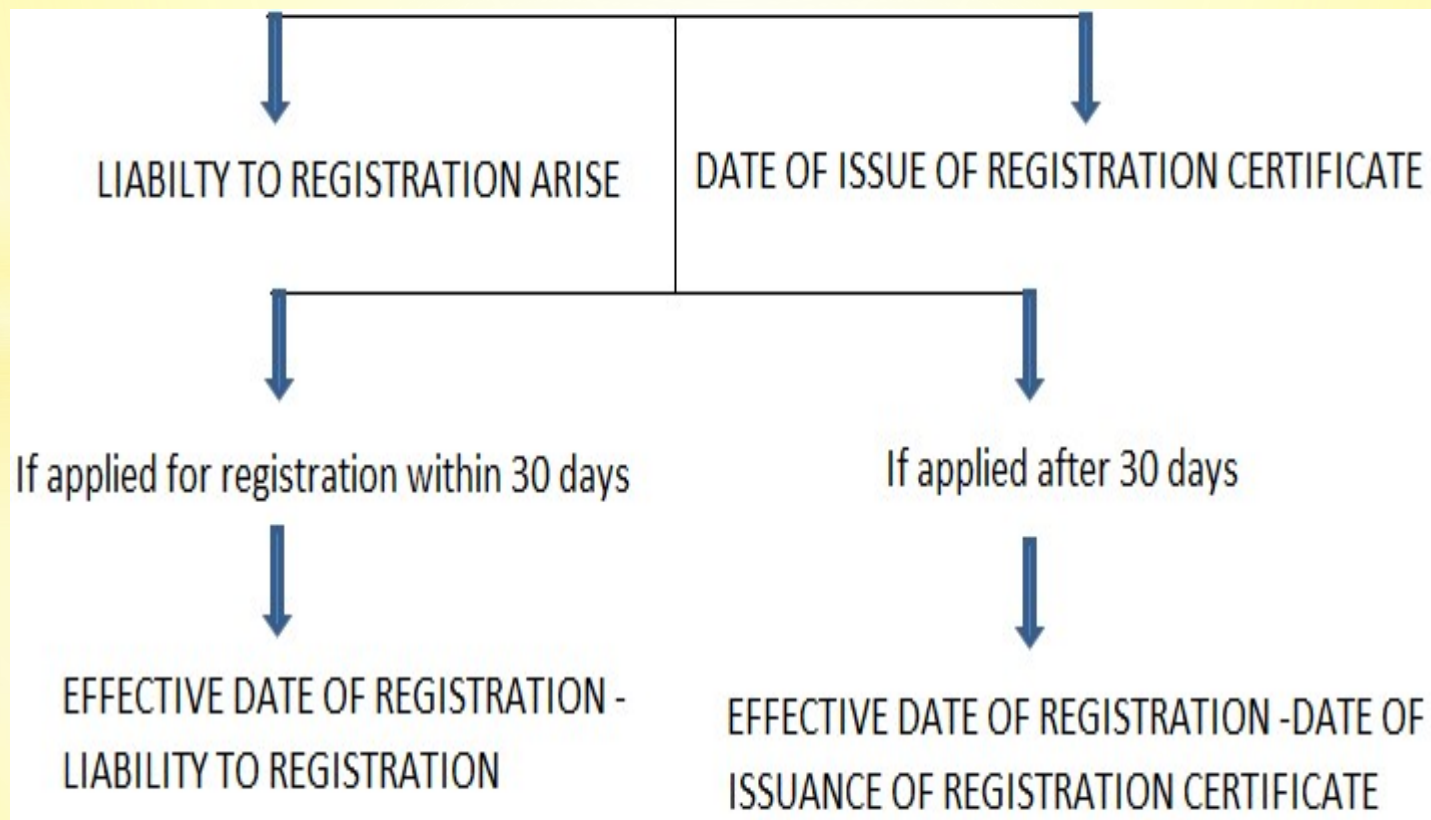 LIABILTY TO REGISTRATION ARISE
DATE OF ISSUE OF REGISTRATION CERTIFICATE
If applied for registration within 30 days
If applied after 30 days
EFFECTIVE DATE OF REGISTRATION -
LIABILITY TO REGISTRATION
EFFECTIVE DATE OF REGISTRATION -DATE OF
ISSUANCE OF REGISTRATION CERTIFICATE